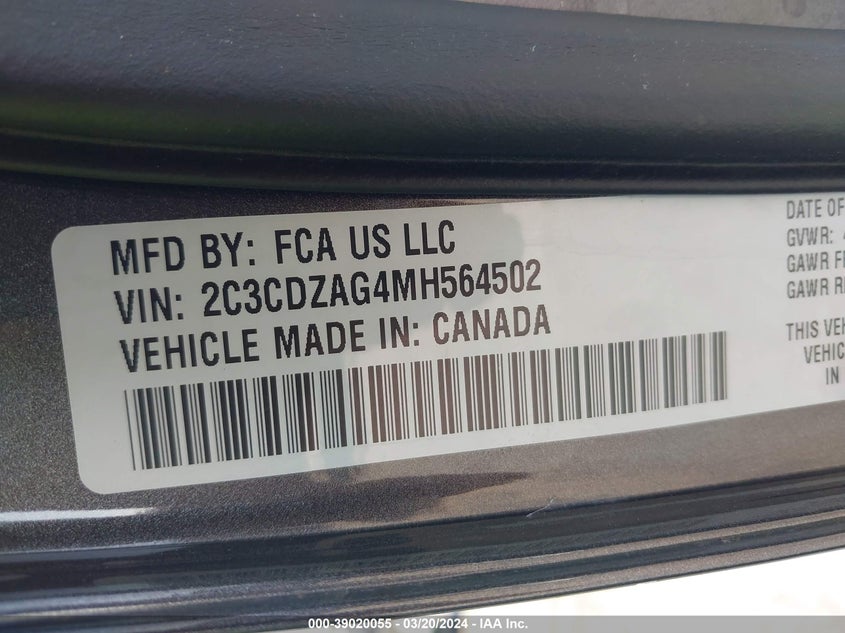 MFD BY: FCA US LLC
VIN: 2C3CDZAG4MH564502
VEHICLE MADE IN: CANADA
DATE OF
GVWR:
GAWR
GAWR
THIS VEH
VEHIC
IN
000-39020055 - 03/20/2024 - IAA Inc.